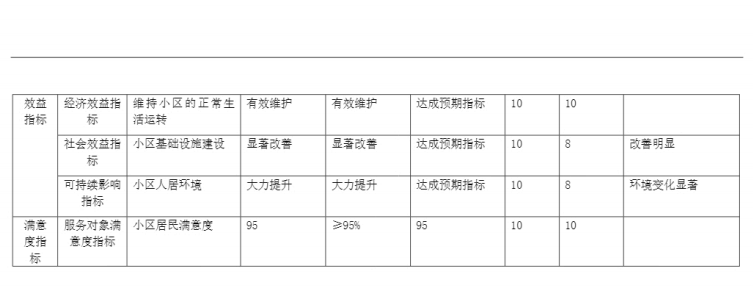 效益指标 经济效益指标 维持小区的正常生活运转 有效维护 有效维护 达成预期指标 10 10
社会效益指标 小区基础设施建设 显著改善 显著改善 达成预期指标 10 8 改善明显
可持续影响指标 小区人居环境 大力提升 大力提升 达成预期指标 10 8 环境变化显著
满意度指标 服务对象满意度指标 小区居民满意度 95 ≥95% 95 10 10